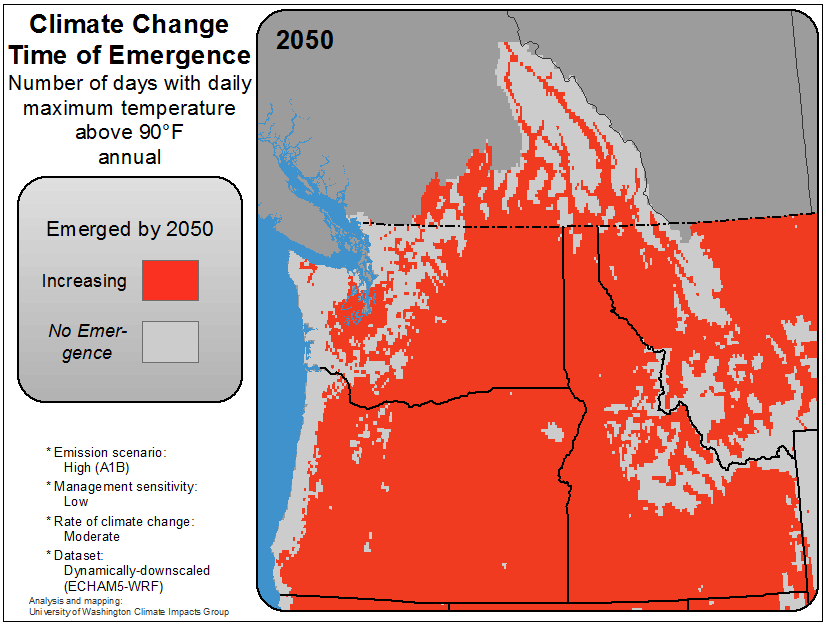 Climate Change
Time of Emergence
Number of days with daily
maximum temperature
above 90°F
annual
Emerged by 2050
Increasing
No Emer-
gence
* Emission scenario:
High (A1B)
* Management sensitivity:
Low
* Rate of climate change:
Moderate
* Dataset:
Dynamically-downscaled
(ECHAM5-WRF)
Analysis and mapping:
University of Washington Climate Impacts Group
2050